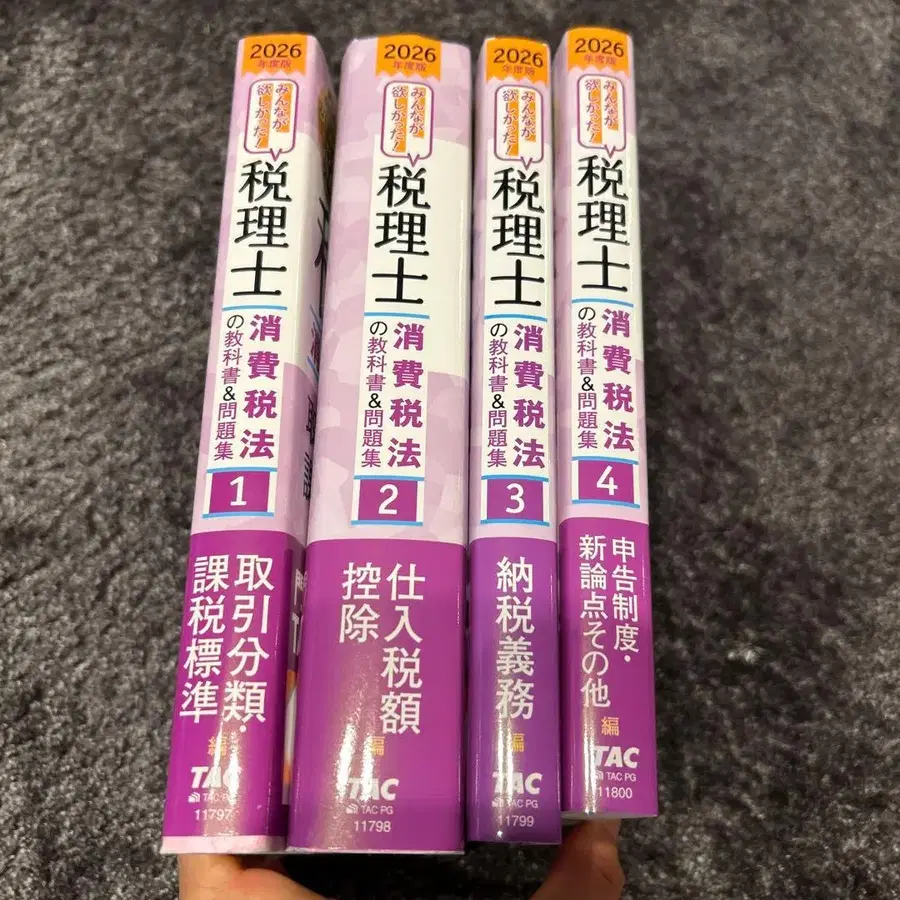 2026
年度版
みんなが
欲しかった!
税理士
消費税法
の教科書&問題集
1
取引分類・
課税標準
編
TAC
TAC PG
11797
2026
年度版
みんなが
欲しかった!
税理士
消費税法
の教科書&問題集
2
仕入税額
控除
編
TAC
TAC PG
11798
2026
年度版
みんなが
欲しかった!
税理士
消費税法
の教科書&問題集
3
納税義務
編
TAC
TAC PG
11799
2026
年度版
みんなが
欲しかった!
税理士
消費税法
の教科書&問題集
4
申告制度・
新論点その他
編
TAC
TAC PG
11800